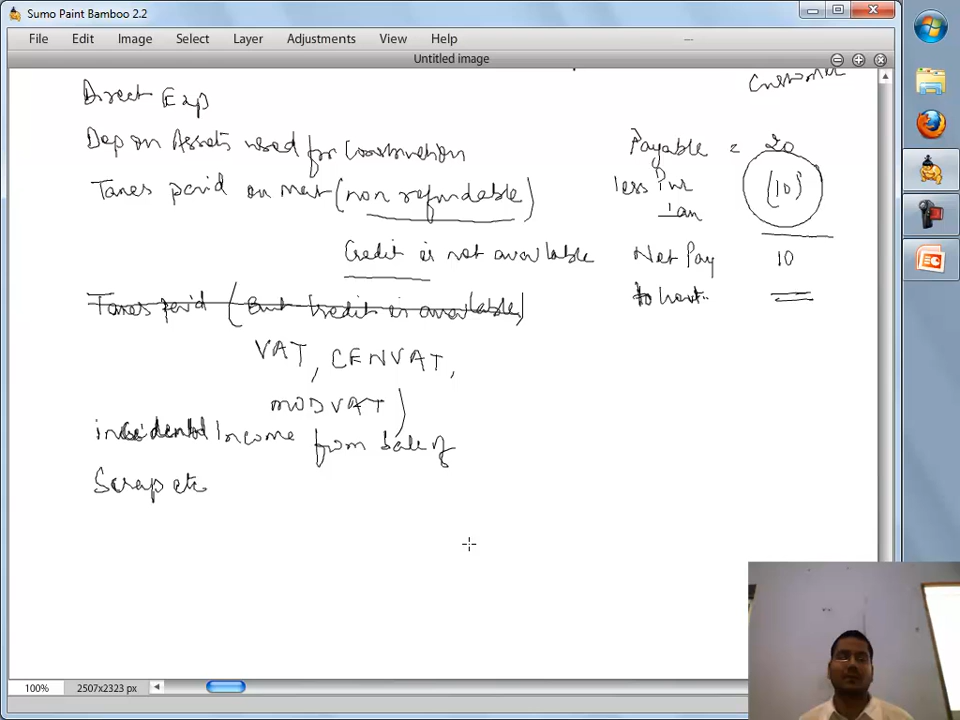 Sumo Paint Bamboo 2.2
File Edit Image Select Layer Adjustments View Help
Untitled image
Customer
Direct Exp
Dep on Assets used for Construction
Payable = 20
Taxes paid on mat (non refundable)
less
(10)
Credit is not available
Net Pay 10
to
Taxes paid (But Credit is available)
VAT, CENVAT,
MODVAT)
incidental Income from Sale of
Scrap etc
100% 2507x2323 px